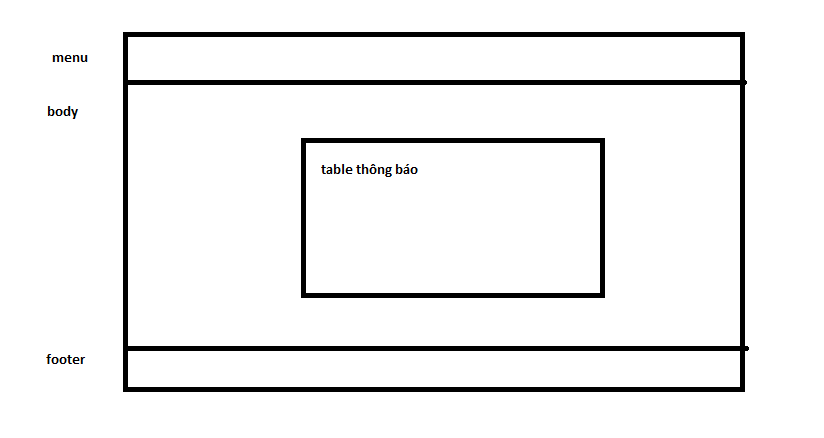 menu
body
table thông báo
footer